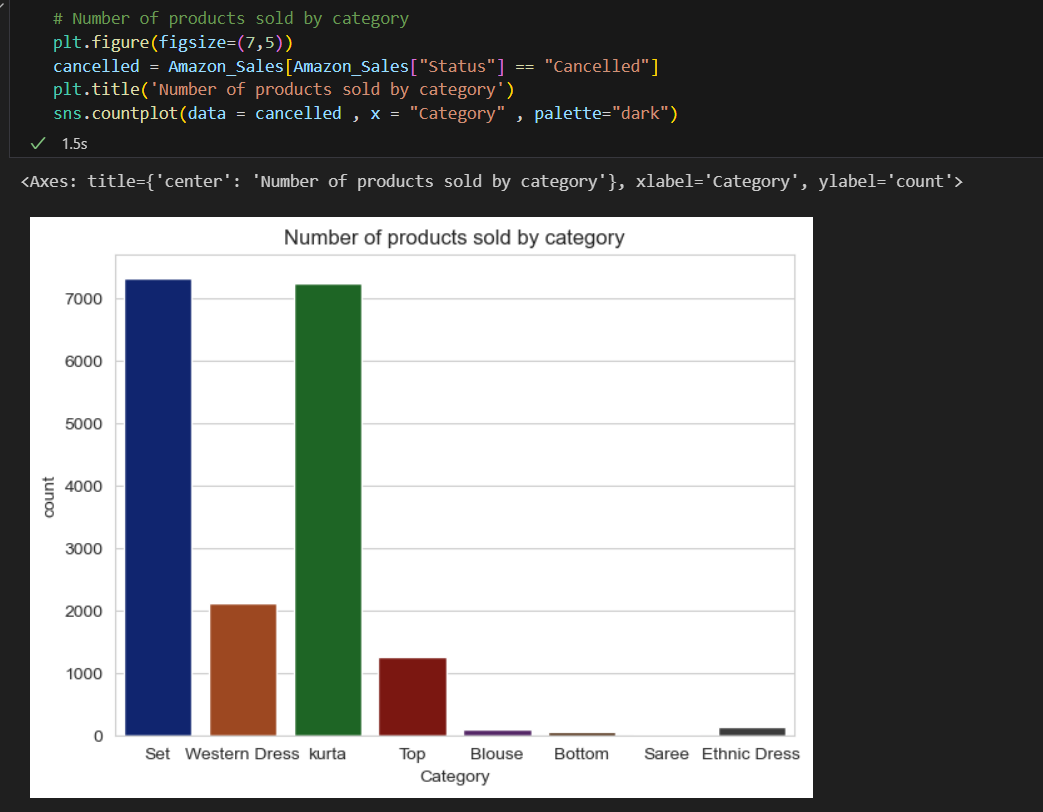 # Number of products sold by category
plt.figure(figsize=(7,5))
cancelled = Amazon_Sales[Amazon_Sales["Status"] == "Cancelled"]
plt.title('Number of products sold by category')
sns.countplot(data = cancelled , x = "Category" , palette="dark")
1.5s
<Axes: title={'center': 'Number of products sold by category'}, xlabel='Category', ylabel='count'>
Number of products sold by category
7000
6000
5000
4000
3000
2000
1000
0
count
Set Western Dress kurta Top Blouse Bottom Saree Ethnic Dress
Category